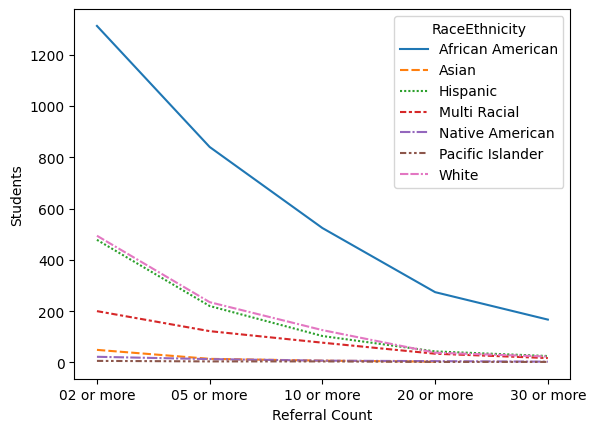 RaceEthnicity
African American
Asian
Hispanic
Multi Racial
Native American
Pacific Islander
White
Students
1200
1000
800
600
400
200
0
02 or more
05 or more
10 or more
20 or more
30 or more
Referral Count